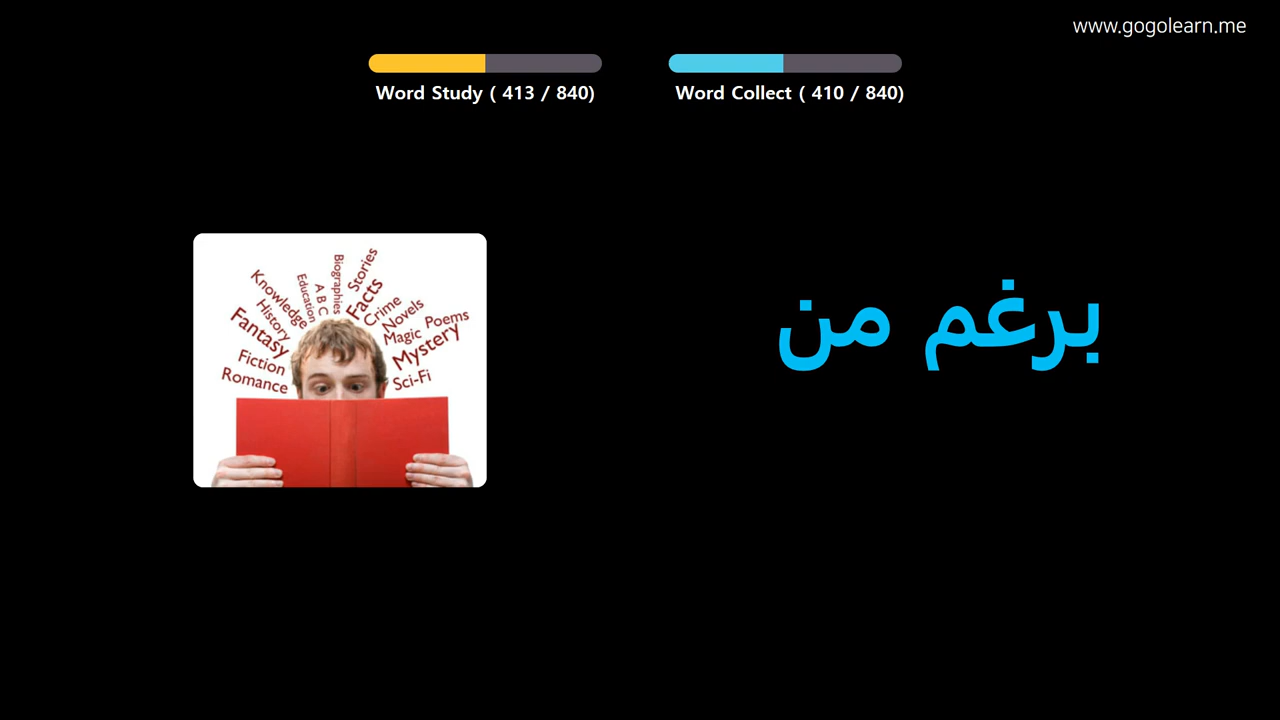 www.gogolearn.me
Word Study ( 413 / 840)
Word Collect ( 410 / 840)
Knowledge
History
Fantasy
Fiction
Romance
Education
A B C
Biographies
Stories
Facts
Crime
Novels
Magic
Poems
Mystery
Sci-Fi
برغم من